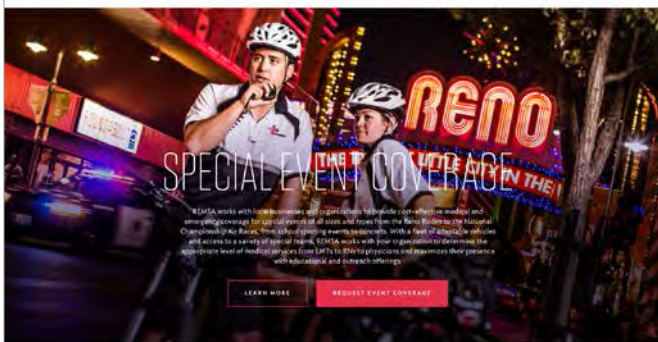 RENO
THE LITTLE CITY IN THE
SPECIAL EVENT COVERAGE
REMSA works with local businesses and organizations to provide cost-effective medical and
emergency coverage for special events of all sizes and types from the Reno Rodeo to the National
Championship Air Races, from school sporting events to concerts. With a fleet of adaptable vehicles
and access to a variety of special teams, REMSA works with your organization to determine the
appropriate level of medical services from EMTs to RNs to physicians and maximizes their presence
with educational and outreach offerings
LEARN MORE
REQUEST EVENT COVERAGE